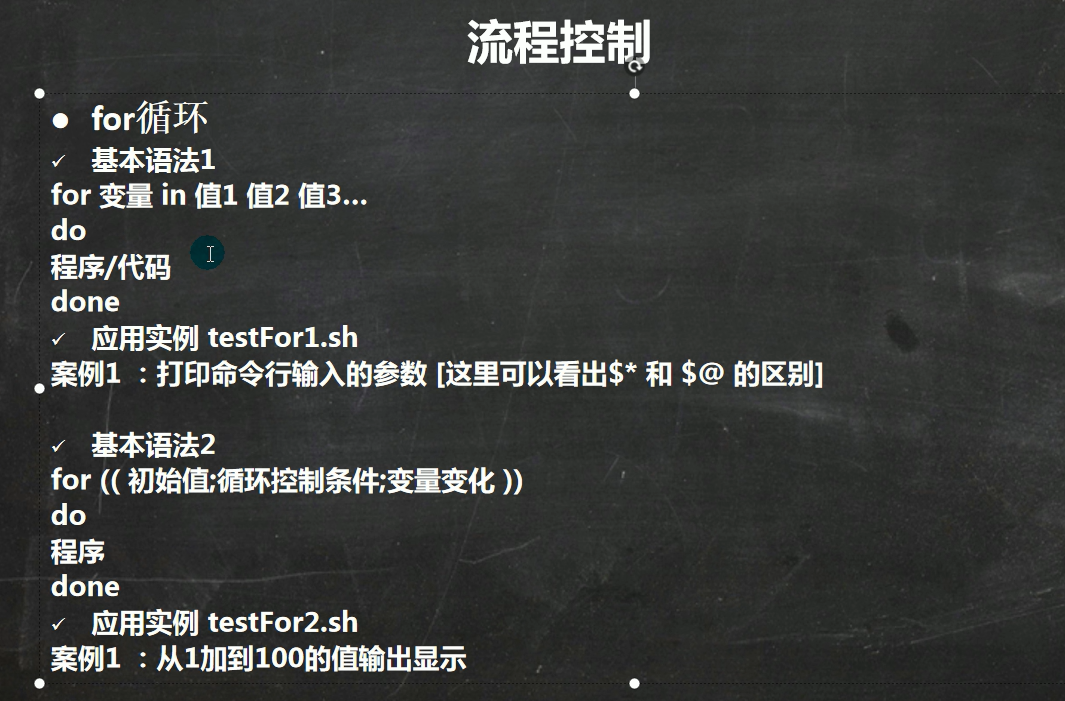 流程控制
● for循环
✓ 基本语法1
for 变量 in 值1 值2 值3...
do
程序/代码
done
✓ 应用实例 testFor1.sh
案例1 ：打印命令行输入的参数 [这里可以看出$* 和 $@ 的区别]
✓ 基本语法2
for (( 初始值;循环控制条件;变量变化 ))
do
程序
done
✓ 应用实例 testFor2.sh
案例1 ：从1加到100的值输出显示